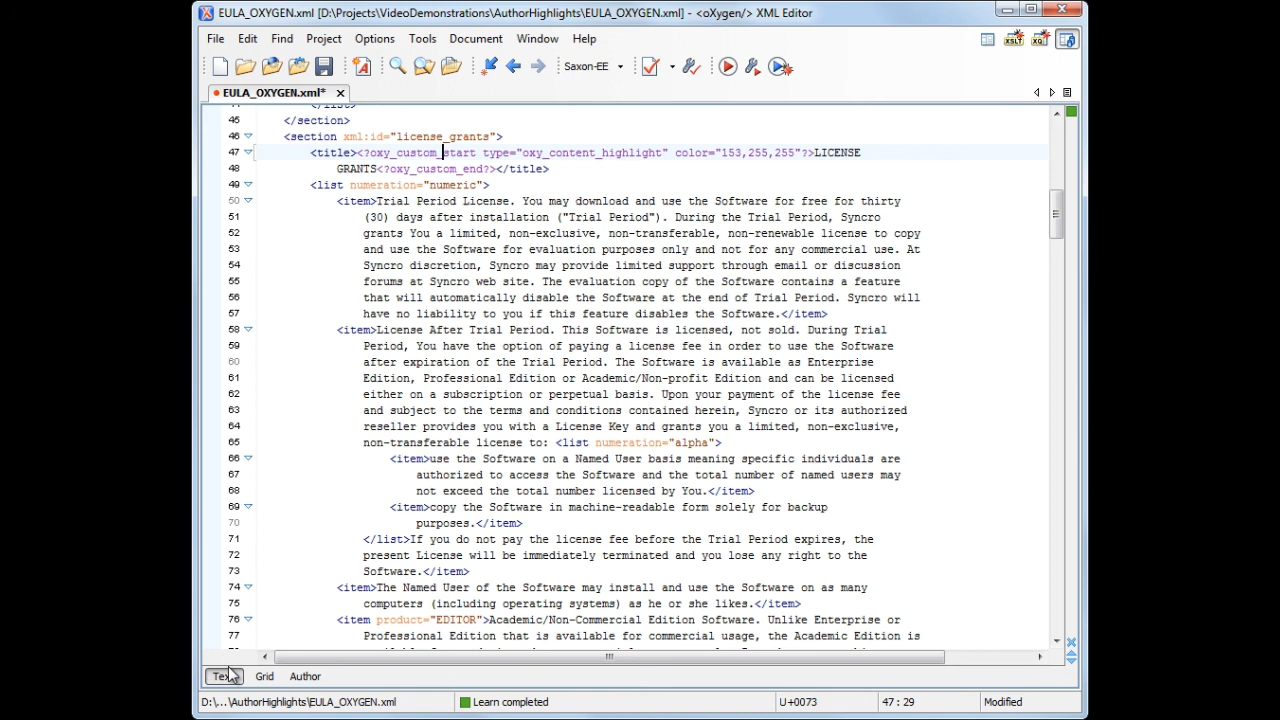 EULA_OXYGEN.xml [D:\Projects\VideoDemonstrations\AuthorHighlights\EULA_OXYGEN.xml] - <oXygen/> XML Editor
File Edit Find Project Options Tools Document Window Help
Saxon-EE
EULA_OXYGEN.xml*
45 </section>
46 <section xml:id="license_grants">
47 <title><?oxy_custom_start type="oxy_content_highlight" color="153,255,255"?>LICENSE
48 GRANTS<?oxy_custom_end?></title>
49 <list numeration="numeric">
50 <item>Trial Period License. You may download and use the Software for free for thirty
51 (30) days after installation ("Trial Period"). During the Trial Period, Syncro
52 grants You a limited, non-exclusive, non-transferable, non-renewable license to copy
53 and use the Software for evaluation purposes only and not for any commercial use. At
54 Syncro discretion, Syncro may provide limited support through email or discussion
55 forums at Syncro web site. The evaluation copy of the Software contains a feature
56 that will automatically disable the Software at the end of Trial Period. Syncro will
57 have no liability to you if this feature disables the Software.</item>
58 <item>License After Trial Period. This Software is licensed, not sold. During Trial
59 Period, You have the option of paying a license fee in order to use the Software
60 after expiration of the Trial Period. The Software is available as Enterprise
61 Edition, Professional Edition or Academic/Non-profit Edition and can be licensed
62 either on a subscription or perpetual basis. Upon your payment of the license fee
63 and subject to the terms and conditions contained herein, Syncro or its authorized
64 reseller provides you with a License Key and grants you a limited, non-exclusive,
65 non-transferable license to: <list numeration="alpha">
66 <item>use the Software on a Named User basis meaning specific individuals are
67 authorized to access the Software and the total number of named users may
68 not exceed the total number licensed by You.</item>
69 <item>copy the Software in machine-readable form solely for backup
70 purposes.</item>
71 </list>If you do not pay the license fee before the Trial Period expires, the
72 present License will be immediately terminated and you lose any right to the
73 Software.</item>
74 <item>The Named User of the Software may install and use the Software on as many
75 computers (including operating systems) as he or she likes.</item>
76 <item product="EDITOR">Academic/Non-Commercial Edition Software. Unlike Enterprise or
77 Professional Edition that is available for commercial usage, the Academic Edition is
Text Grid Author
D:\...\AuthorHighlights\EULA_OXYGEN.xml Learn completed U+0073 47 : 29 Modified